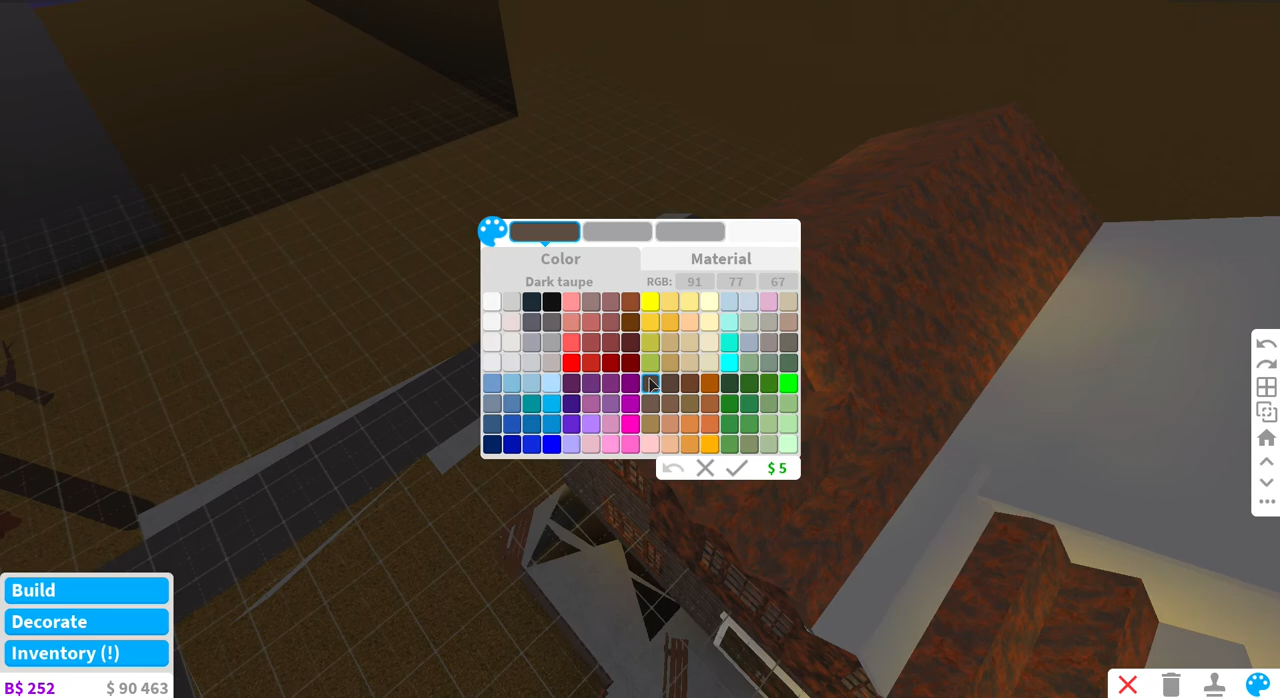 Color
Material
Dark taupe
RGB: 91 77 67
$ 5
Build
Decorate
Inventory (!)
B$ 252
$ 90 463